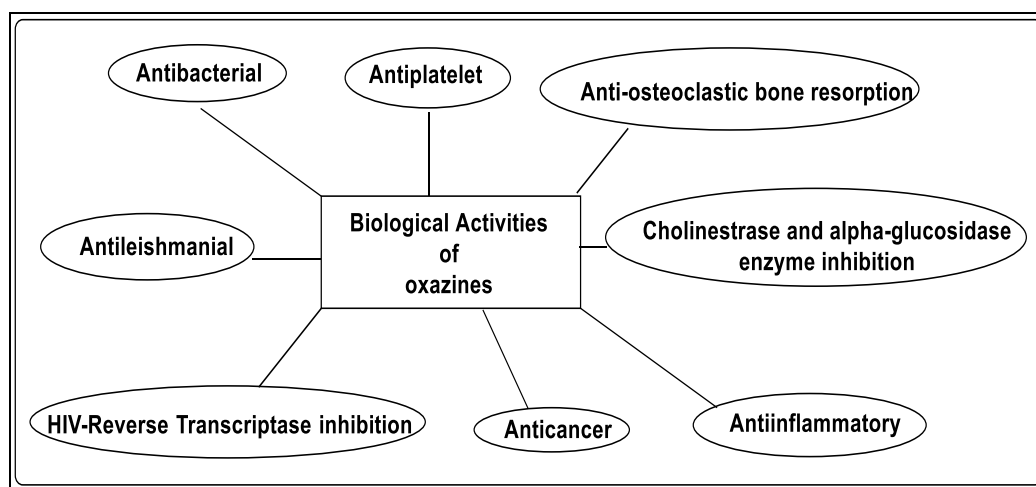 Antibacterial
Antiplatelet
Anti-osteoclastic bone resorption
Biological Activities
of
oxazines
Antileishmanial
Cholinestrase and alpha-glucosidase
enzyme inhibition
HIV-Reverse Transcriptase inhibition
Anticancer
Antiinflammatory